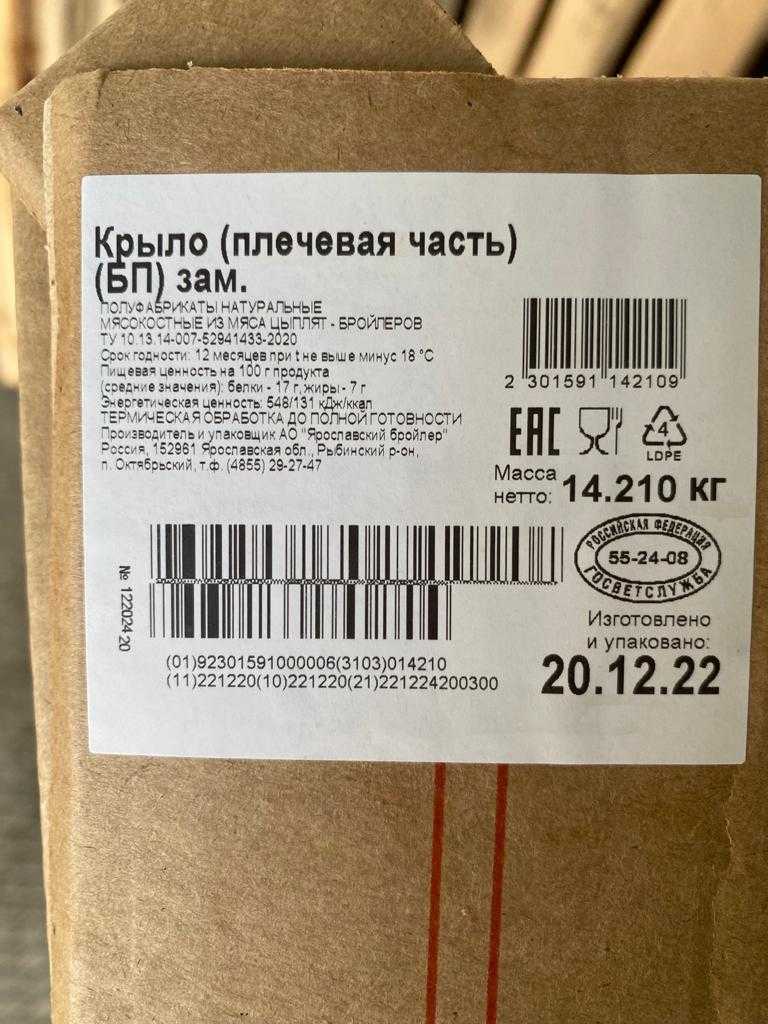 Крыло (плечевая часть)
(БП) зам.
ПОЛУФАБРИКАТЫ НАТУРАЛЬНЫЕ
МЯСОКОСТНЫЕ ИЗ МЯСА ЦЫПЛЯТ - БРОЙЛЕРОВ
ТУ 10.13.14-007-52941433-2020
Срок годности: 12 месяцев при t не выше минус 18 °С
Пищевая ценность на 100 г продукта
(средние значения): белки - 17 г, жиры - 7 г
Энергетическая ценность: 548/131 кДж/ккал
ТЕРМИЧЕСКАЯ ОБРАБОТКА ДО ПОЛНОЙ ГОТОВНОСТИ
Производитель и упаковщик АО "Ярославский бройлер"
Россия, 152961 Ярославская обл., Рыбинский р-он,
п. Октябрьский, т.ф. (4855) 29-27-47
2 301591 142109
EAC
4
LDPE
Масса
нетто: 14.210 кг
РОССИЙСКАЯ ФЕДЕРАЦИЯ
55-24-08
ГОСВЕТСЛУЖБА
Изготовлено
и упаковано:
20.12.22
№ 122024 20
(01)92301591000006(3103)014210
(11)221220(10)221220(21)221224200300